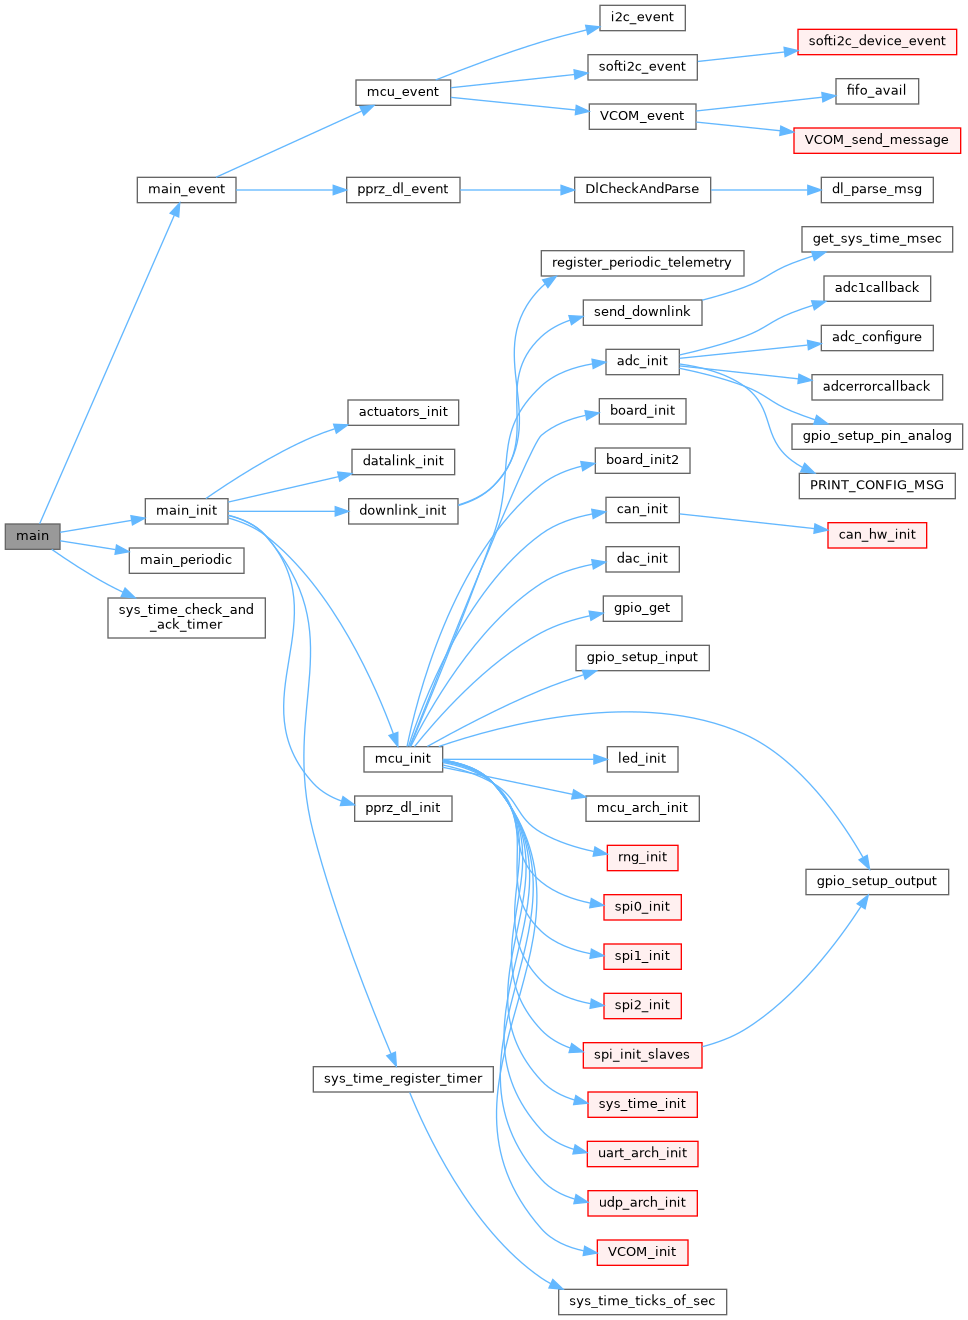 i2c_event
softi2c_device_event
softi2c_event
mcu_event
fifo_avail
VCOM_event
VCOM_send_message
main_event
pprz_dl_event
DlCheckAndParse
dl_parse_msg
get_sys_time_msec
register_periodic_telemetry
adc1callback
send_downlink
adc_configure
adc_init
adcerrorcallback
actuators_init
board_init
gpio_setup_pin_analog
datalink_init
board_init2
PRINT_CONFIG_MSG
main_init
downlink_init
can_init
main
can_hw_init
main_periodic
dac_init
sys_time_check_and
_ack_timer
gpio_get
gpio_setup_input
mcu_init
led_init
pprz_dl_init
mcu_arch_init
rng_init
gpio_setup_output
spi0_init
spi1_init
spi2_init
spi_init_slaves
sys_time_register_timer
sys_time_init
uart_arch_init
udp_arch_init
VCOM_init
sys_time_ticks_of_sec